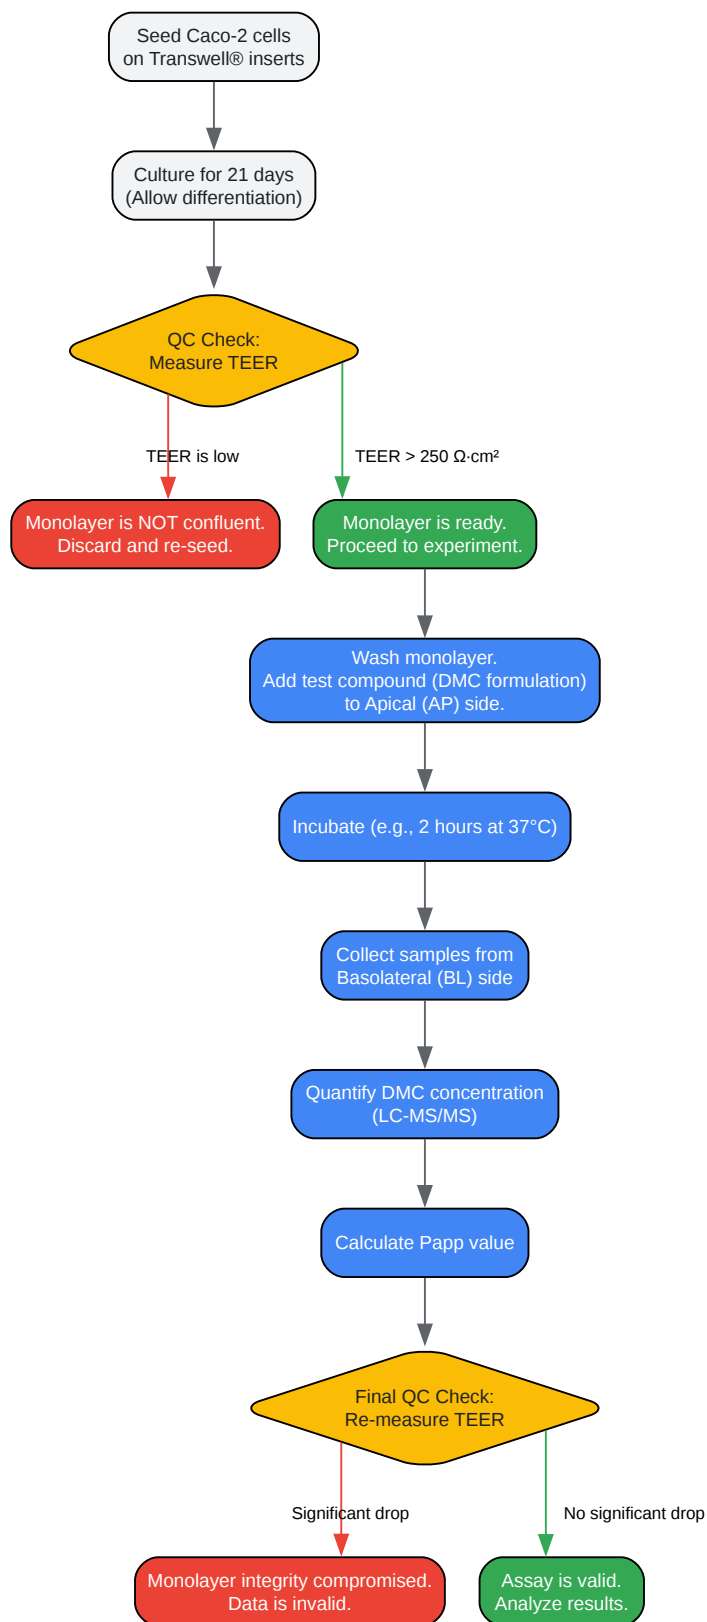 Seed Caco-2 cells
on Transwell® inserts
Culture for 21 days
(Allow differentiation)
QC Check:
Measure TEER
TEER is low
TEER > 250 Ω·cm²
Monolayer is NOT confluent.
Discard and re-seed.
Monolayer is ready.
Proceed to experiment.
Wash monolayer.
Add test compound (DMC formulation)
to Apical (AP) side.
Incubate (e.g., 2 hours at 37°C)
Collect samples from
Basolateral (BL) side
Quantify DMC concentration
(LC-MS/MS)
Calculate Papp value
Final QC Check:
Re-measure TEER
Significant drop
No significant drop
Monolayer integrity compromised.
Data is invalid.
Assay is valid.
Analyze results.